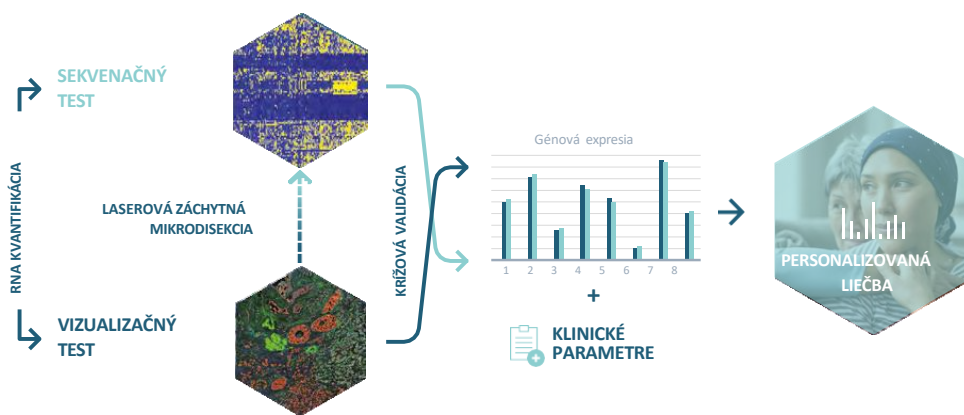 SEKVENAČNÝ
TEST
RNA KVANTIFIKÁCIA
LASEROVÁ ZÁCHYTNÁ
MIKRODISEKCIA
VIZUALIZAČNÝ
TEST
KRÍŽOVÁ VALIDÁCIA
Génová expresia
1 2 3 4 5 6 7 8
+
KLINICKÉ
PARAMETRE
PERSONALIZOVANÁ
LIEČBA